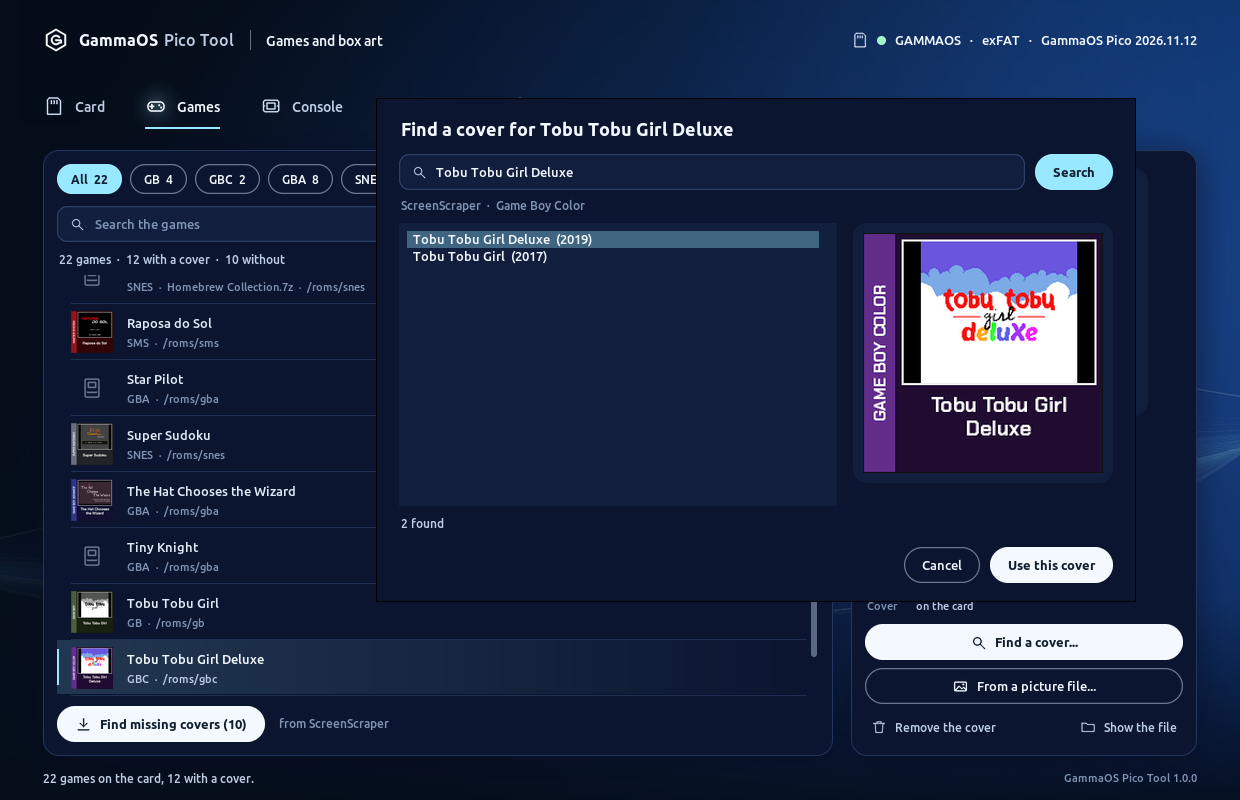 GammaOS Pico Tool
Games and box art
GAMMAOS · exFAT · GammaOS Pico 2026.11.12
Card
Games
Console
All 22
GB 4
GBC 2
GBA 8
SNE
Search the games
22 games · 12 with a cover · 10 without
SNES · Homebrew Collection.7z · /roms/snes
Raposa do Sol
SMS · /roms/sms
Star Pilot
GBA · /roms/gba
Super Sudoku
SNES · /roms/snes
The Hat Chooses the Wizard
GBA · /roms/gba
Tiny Knight
GBA · /roms/gba
Tobu Tobu Girl
GB · /roms/gb
Tobu Tobu Girl Deluxe
GBC · /roms/gbc
Find missing covers (10)
from ScreenScraper
Find a cover for Tobu Tobu Girl Deluxe
Tobu Tobu Girl Deluxe
Search
ScreenScraper · Game Boy Color
Tobu Tobu Girl Deluxe (2019)
Tobu Tobu Girl (2017)
GAME BOY COLOR
tobu tobu
girl
deluxe
Tobu Tobu Girl
Deluxe
2 found
Cancel
Use this cover
Cover on the card
Find a cover...
From a picture file...
Remove the cover
Show the file
22 games on the card, 12 with a cover.
GammaOS Pico Tool 1.0.0